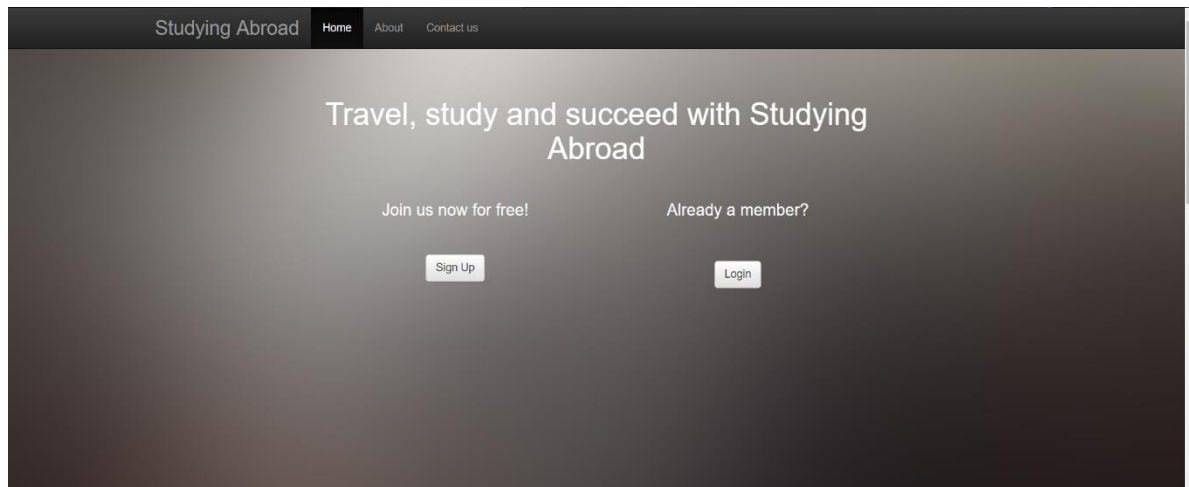 Studying Abroad Home About Contact us
Travel, study and succeed with Studying
Abroad
Join us now for free! Already a member?
Sign Up Login